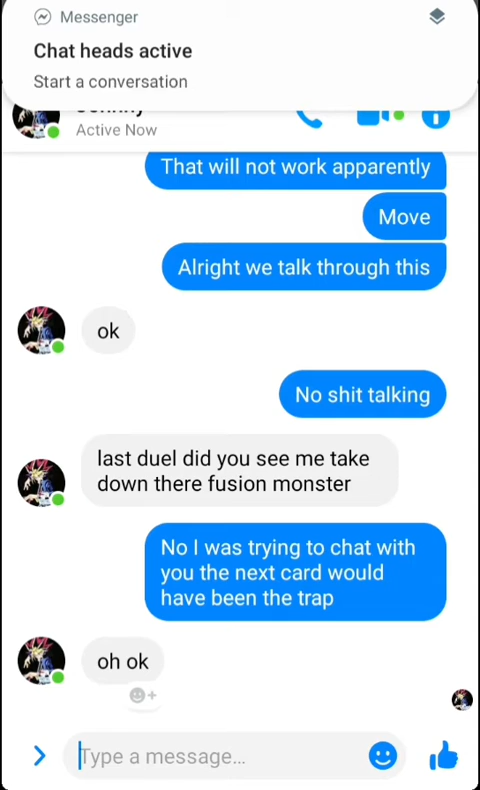 Messenger
Chat heads active
Start a conversation
Active Now
That will not work apparently
Move
Alright we talk through this
ok
No shit talking
last duel did you see me take
down there fusion monster
No I was trying to chat with
you the next card would
have been the trap
oh ok
Type a message...